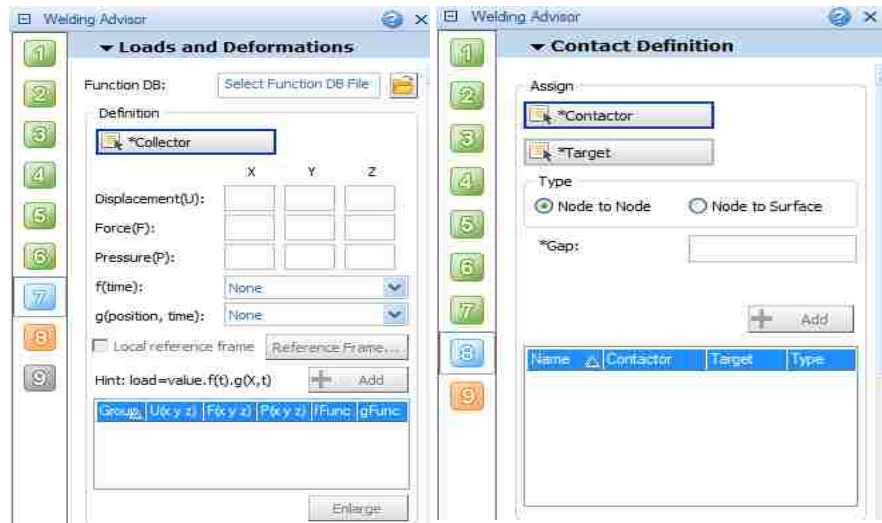 Welding Advisor
Loads and Deformations
1
2
3
4
5
6
7
8
9
Function DB: Select Function DB File
Definition
*Collector
X Y Z
Displacement(U):
Force(F):
Pressure(P):
f(time): None
g(position, time): None
Local reference frame Reference Frame...
Hint: load=value.f(t).g(X,t) Add
Group U(x y z) F(x y z) P(x y z) fFunc gFunc
Enlarge
Welding Advisor
Contact Definition
1
2
3
4
5
6
7
8
9
Assign
*Contactor
*Target
Type
Node to Node Node to Surface
*Gap:
Add
Name Contactor Target Type